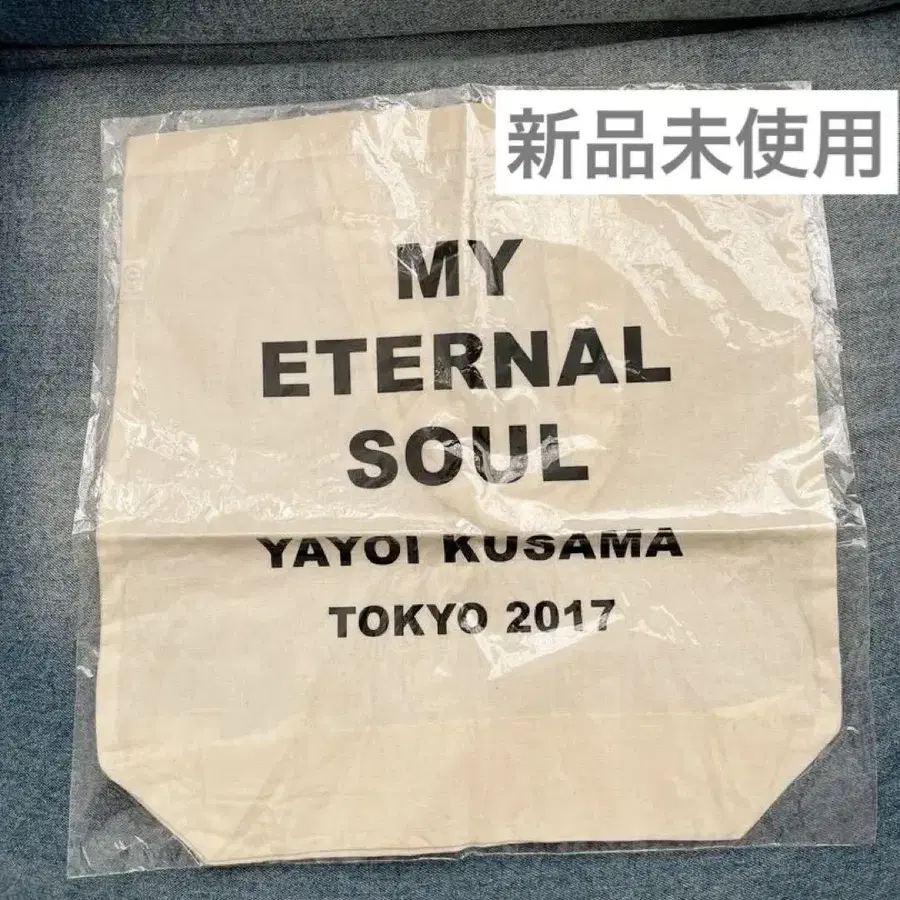 新品未使用
MY
ETERNAL
SOUL
YAYOI KUSAMA
TOKYO 2017